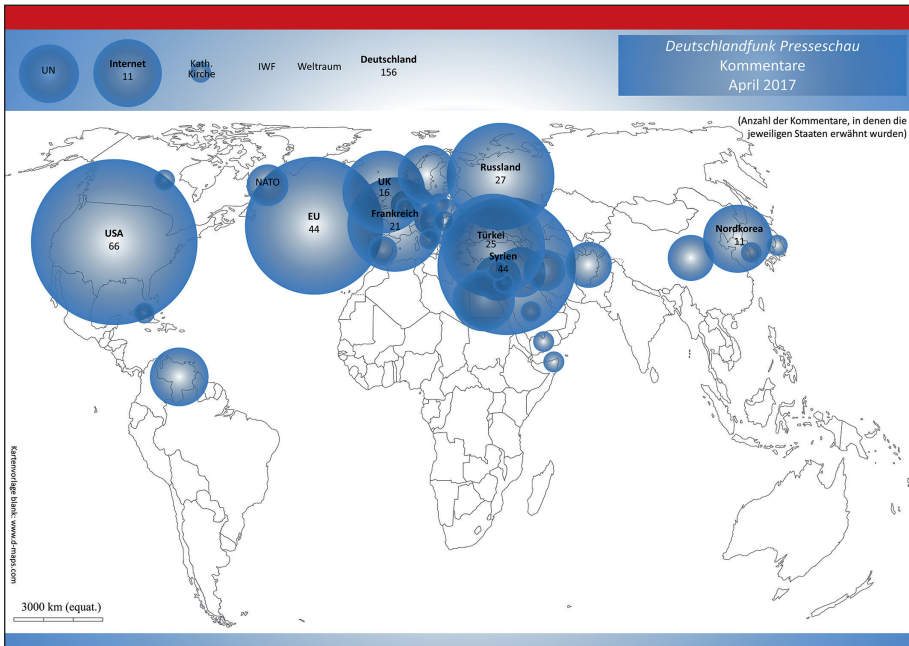 UN
Internet
11
Kath.
Kirche
IWF
Weltraum
Deutschland
156
Deutschlandfunk Presseschau
Kommentare
April 2017
(Anzahl der Kommentare, in denen die
jeweiligen Staaten erwähnt wurden)
USA
66
NATO
EU
44
UK
16
Frankreich
21
Russland
27
Türkei
25
Syrien
44
Nordkorea
11
Kartenvorlage blank: www.d-maps.com
3000 km (equat.)